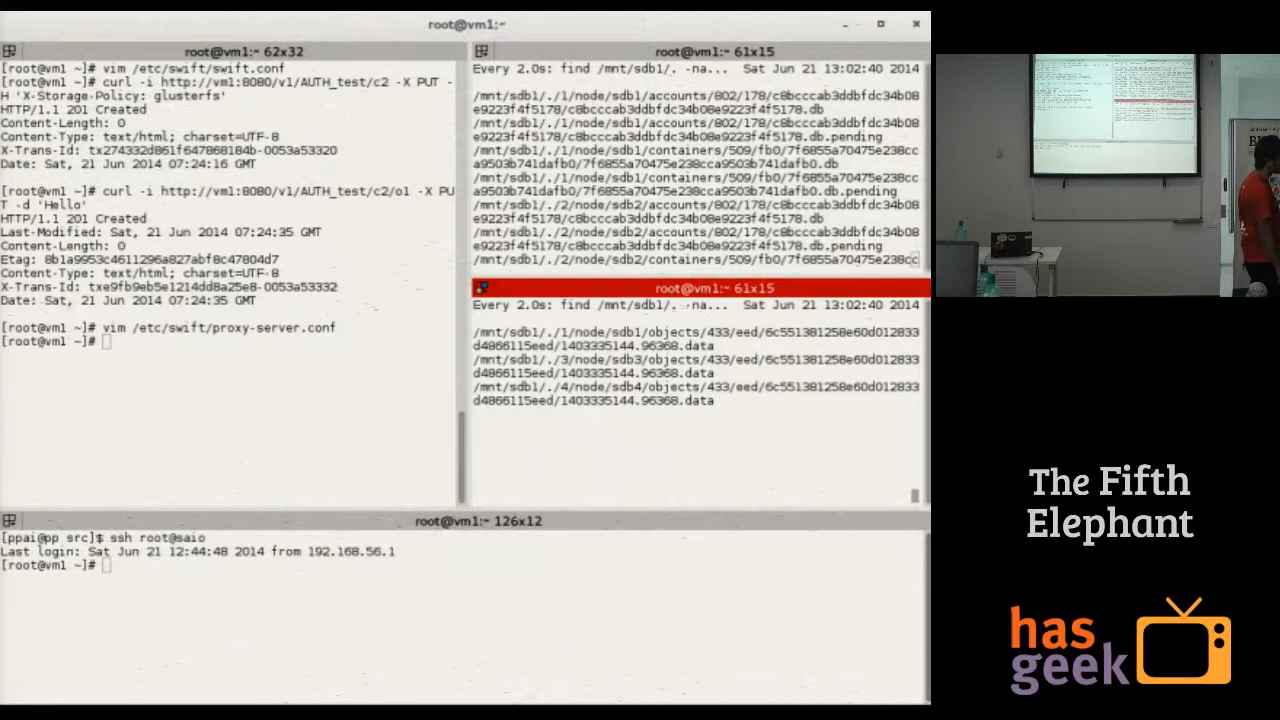 root@vm1:~
root@vm1:~ 62x32
[root@vm1 ~]# vim /etc/swift/swift.conf
[root@vm1 ~]# curl -i http://vm1:8080/v1/AUTH_test/c2 -X PUT -
H 'X-Storage-Policy: glusterfs'
HTTP/1.1 201 Created
Content-Length: 0
Content-Type: text/html; charset=UTF-8
X-Trans-Id: tx274332d861f647868184b-0053a53320
Date: Sat, 21 Jun 2014 07:24:16 GMT
[root@vm1 ~]# curl -i http://vm1:8080/v1/AUTH_test/c2/o1 -X PU
T -d 'Hello'
HTTP/1.1 201 Created
Last-Modified: Sat, 21 Jun 2014 07:24:35 GMT
Content-Length: 0
Etag: 8b1a9953c4611296a827abf8c47804d7
Content-Type: text/html; charset=UTF-8
X-Trans-Id: txe9fb9eb5e1214dd8a25e8-0053a53332
Date: Sat, 21 Jun 2014 07:24:35 GMT
[root@vm1 ~]# vim /etc/swift/proxy-server.conf
[root@vm1 ~]#
root@vm1:~ 61x15
Every 2.0s: find /mnt/sdb1/. -na... Sat Jun 21 13:02:40 2014
/mnt/sdb1/./1/node/sdb1/accounts/802/178/c8bcccab3ddbfdc34b08
e9223f4f5178/c8bcccab3ddbfdc34b08e9223f4f5178.db
/mnt/sdb1/./1/node/sdb1/accounts/802/178/c8bcccab3ddbfdc34b08
e9223f4f5178/c8bcccab3ddbfdc34b08e9223f4f5178.db.pending
/mnt/sdb1/./1/node/sdb1/containers/509/fb0/7f6855a70475e238cc
a9503b741dafb0/7f6855a70475e238cca9503b741dafb0.db
/mnt/sdb1/./1/node/sdb1/containers/509/fb0/7f6855a70475e238cc
a9503b741dafb0/7f6855a70475e238cca9503b741dafb0.db.pending
/mnt/sdb1/./2/node/sdb2/accounts/802/178/c8bcccab3ddbfdc34b08
e9223f4f5178/c8bcccab3ddbfdc34b08e9223f4f5178.db
/mnt/sdb1/./2/node/sdb2/accounts/802/178/c8bcccab3ddbfdc34b08
e9223f4f5178/c8bcccab3ddbfdc34b08e9223f4f5178.db.pending
/mnt/sdb1/./2/node/sdb2/containers/509/fb0/7f6855a70475e238cc
root@vm1:~ 61x15
Every 2.0s: find /mnt/sdb1/. -na... Sat Jun 21 13:02:40 2014
/mnt/sdb1/./1/node/sdb1/objects/433/eed/6c551381258e60d012833
d4866115eed/1403335144.96368.data
/mnt/sdb1/./3/node/sdb3/objects/433/eed/6c551381258e60d012833
d4866115eed/1403335144.96368.data
/mnt/sdb1/./4/node/sdb4/objects/433/eed/6c551381258e60d012833
d4866115eed/1403335144.96368.data
root@vm1:~ 126x12
[ppai@pp src]$ ssh root@saio
Last login: Sat Jun 21 12:44:48 2014 from 192.168.56.1
[root@vm1 ~]#
The Fifth
Elephant
has
geek